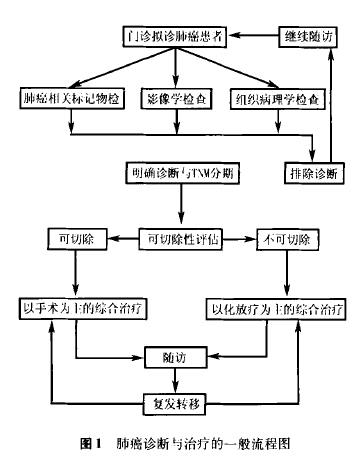 门诊拟诊肺癌患者
继续随访
肺癌相关标记物检
影像学检查
组织病理学检查
明确诊断与TNM分期
排除诊断
可切除
可切除性评估
不可切除
以手术为主的综合治疗
以化放疗为主的综合治疗
随访
复发转移
图1 肺癌诊断与治疗的一般流程图